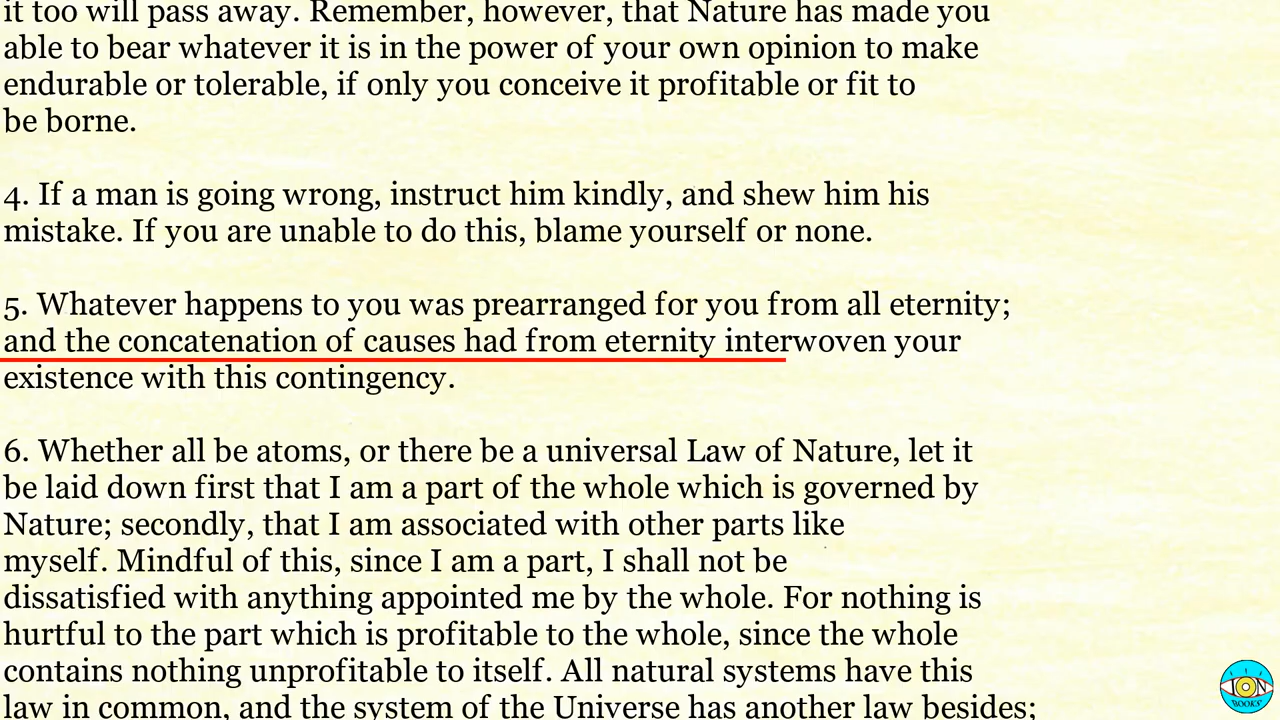 it too will pass away. Remember, however, that Nature has made you
able to bear whatever it is in the power of your own opinion to make
endurable or tolerable, if only you conceive it profitable or fit to
be borne.
4. If a man is going wrong, instruct him kindly, and shew him his
mistake. If you are unable to do this, blame yourself or none.
5. Whatever happens to you was prearranged for you from all eternity;
and the concatenation of causes had from eternity interwoven your
existence with this contingency.
6. Whether all be atoms, or there be a universal Law of Nature, let it
be laid down first that I am a part of the whole which is governed by
Nature; secondly, that I am associated with other parts like
myself. Mindful of this, since I am a part, I shall not be
dissatisfied with anything appointed me by the whole. For nothing is
hurtful to the part which is profitable to the whole, since the whole
contains nothing unprofitable to itself. All natural systems have this
law in common, and the system of the Universe has another law besides;
ION
BOOKS